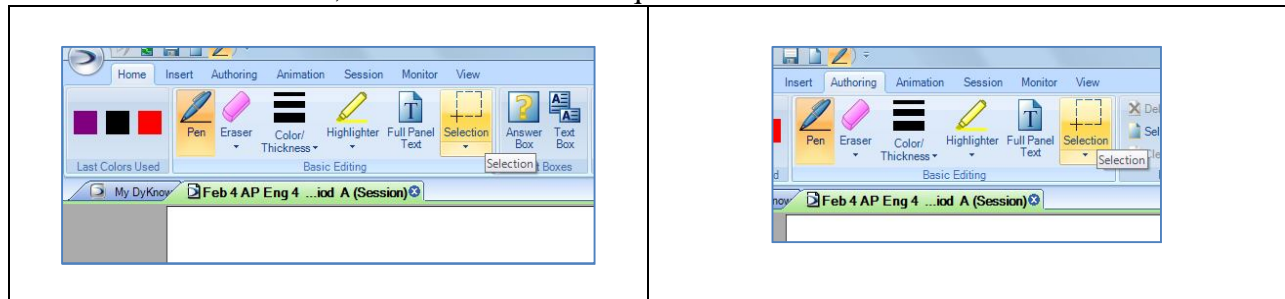 Home Insert Authoring Animation Session Monitor View
Pen Eraser Color/ Thickness Highlighter Full Panel Text Selection Answer Box Text Box
Last Colors Used Basic Editing Selection Boxes
My DyKnow Feb 4 AP Eng 4 ...iod A (Session)
Insert Authoring Animation Session Monitor View
Pen Eraser Color/ Thickness Highlighter Full Panel Text Selection
Basic Editing Selection
Feb 4 AP Eng 4 ...iod A (Session)